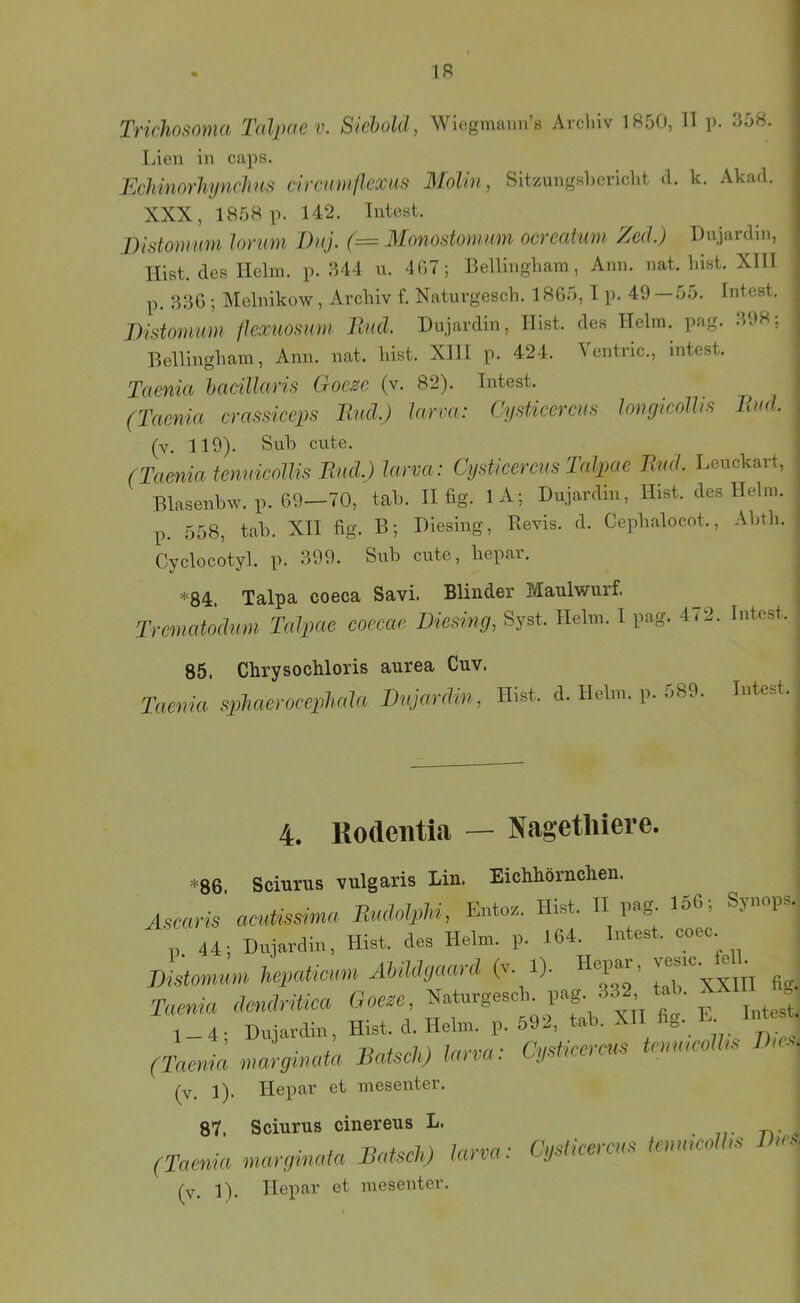 18
Trichosoma Talpae v. Siebold, Wiegmann's Archiv 1850, II p. 358.
Lien in caps.
Echinorhynchus circumflexus Molin, Sitzungsbericht d. k. Akad.
XXX, 1858 p. 142. Intest.
Distomum lorum Duj. (= Monostomum ocreatum Zed.) Dujardin,
Hist. des Helm. p. 344 u. 467; Bellingham, Ann. nat. hist. XIII
p. 336; Melnikow, Archiv f. Naturgesch. 1865, I p. 49—55. Intest.
Distomum flexuosum Rud. Dujardin, Hist. des Helm. pag. 398;
Bellingham, Ann. nat. hist. XIII p. 424. Ventric., intest.
Taenia bacillaris Goeze (v. 82). Intest.
(Taenia crassiceps Rud.) larva: Cysticercus longicollis Rud.
(v. 119). Sub cute.
(Taenia tenuicollis Rud.) larva: Cysticercus Talpae Rud. Leuckart,
Blasenbw. p. 69—70, tab. II fig. 1 A; Dujardin, Hist. des Helm.
p. 558, tab. XII fig. B; Diesing, Revis. d. Cephalocot., Abth.
Cyclocotyl. p. 399. Sub cute, hepar.
*84. Talpa coeca Savi. Blinder Maulwurf.
Trematodum Talpae coecae Diesing, Syst. Helm. I pag. 472. Intest.
85. Chrysochloris aurea Cuv.
Taenia sphaerocephala Dujardin, Hist. d. Helm. p. 589. Intest.
4. Rodentia — Nagethiere.
*86. Sciurus vulgaris Lin. Eichhörnchen.
Ascaris acutissima Rudolphi, Entoz. Hist. II pag. 156; Synops.
p. 44; Dujardin, Hist. des Helm. p. 164. Intest. coec.
Distomum hepaticum Abildgaard (v. 1). Hepar, vesic. fell.
Taenia dendritica Goeze, Naturgesch. pag. 332, tab. XXIII fig.
1—4; Dujardin, Hist. d. Helm. p. 592, tab. XII fig. E. Intest.
(Taenia marginata Batsch) larva: Cysticercus tenuicollis Dies.
(v. 1). Hepar et mesenter.
87. Sciurus cinereus L.
(Taenia marginata Batsch) larva: Cysticercus tenuicollis Dies
(v. 1). Hepar et mesenter.